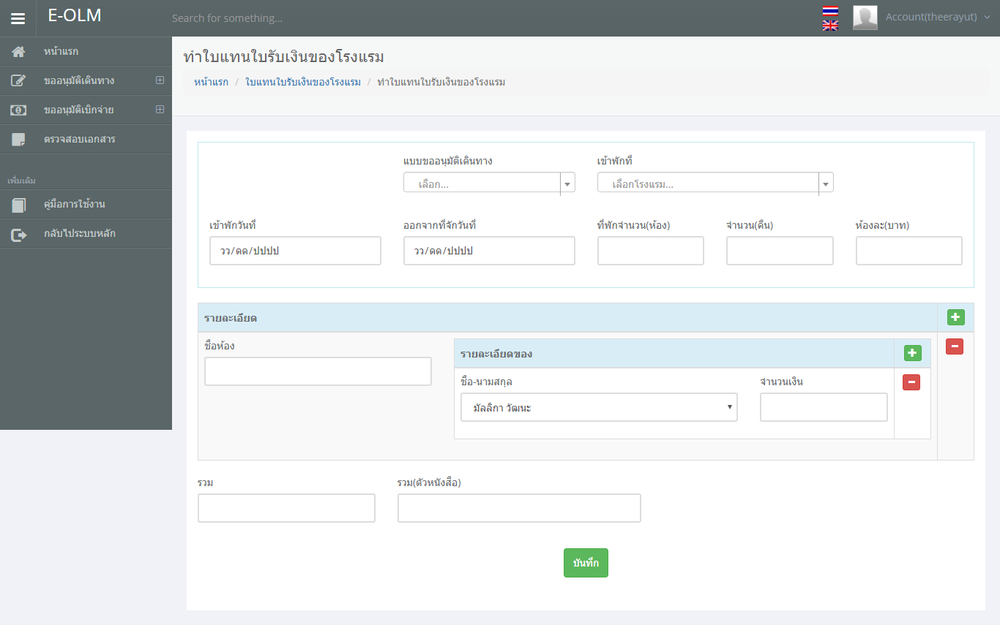 E-OLM
Search for something...
Account(theerayut)
หน้าแรก
ขออนุมัติเดินทาง
ขออนุมัติเบิกจ่าย
ตรวจสอบเอกสาร
เพิ่มเติม
คู่มือการใช้งาน
กลับไประบบหลัก
ทำใบแทนใบรับเงินของโรงแรม
หน้าแรก / ใบแทนใบรับเงินของโรงแรม / ทำใบแทนใบรับเงินของโรงแรม
แบบขออนุมัติเดินทาง
เข้าพักที่
เลือก...
เลือกโรงแรม...
เข้าพักวันที่
ออกจากที่จักวันที่
ที่พักจำนวน(ห้อง)
จำนวน(คืน)
ห้องละ(บาท)
วว/ดด/ปปปป
วว/ดด/ปปปป
รายละเอียด
ชื่อห้อง
รายละเอียดของ
ชื่อ-นามสกุล
จำนวนเงิน
มัลลิกา วัฒนะ
รวม
รวม(ตัวหนังสือ)
บันทึก